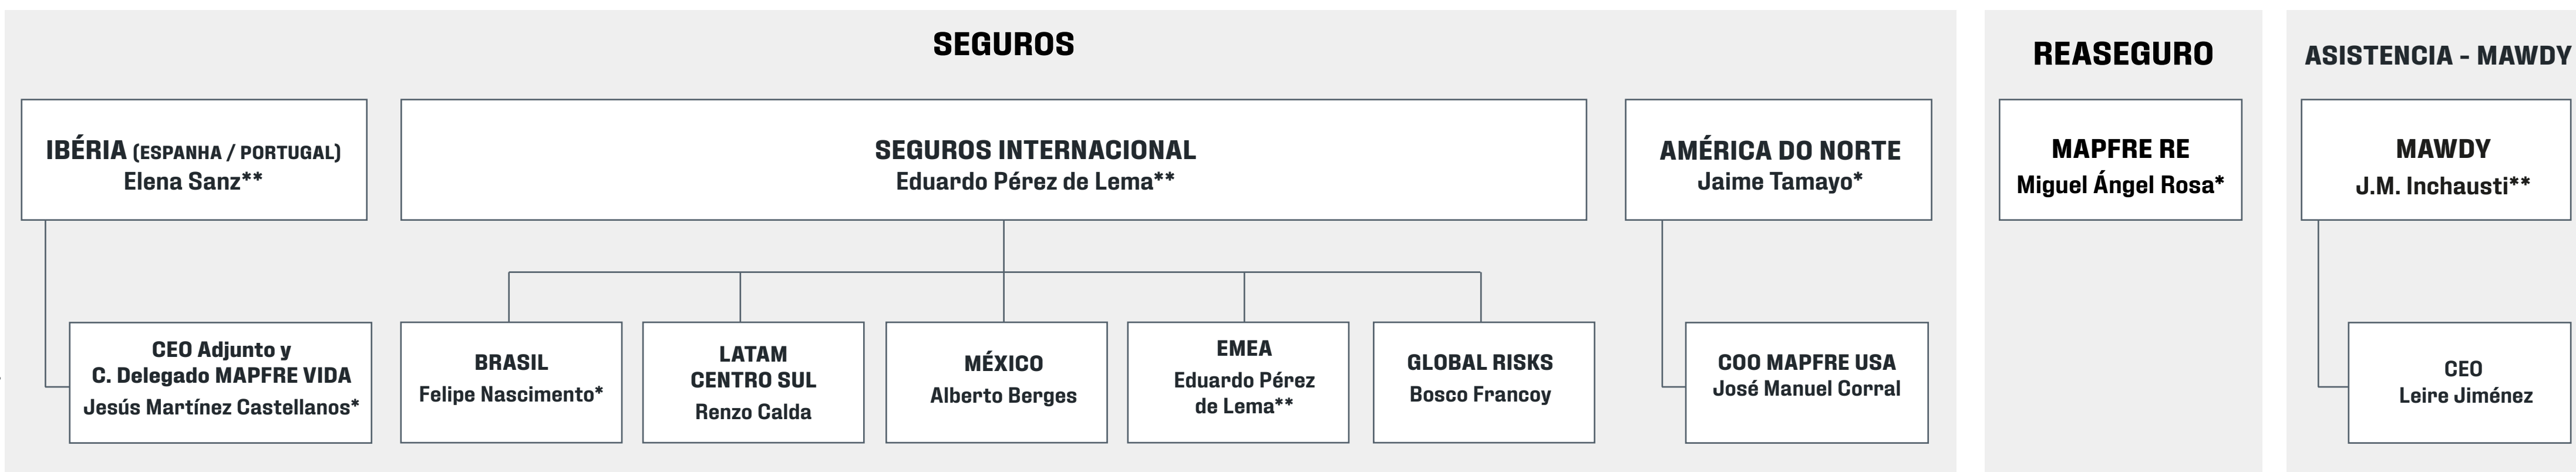 SEGUROS
IBÉRIA (ESPANHA / PORTUGAL)
Elena Sanz**
SEGUROS INTERNACIONAL
Eduardo Pérez de Lema**
AMÉRICA DO NORTE
Jaime Tamayo*
CEO Adjunto y
C. Delegado MAPFRE VIDA
Jesús Martínez Castellanos*
BRASIL
Felipe Nascimento*
LATAM
CENTRO SUL
Renzo Calda
MÉXICO
Alberto Berges
EMEA
Eduardo Pérez
de Lema**
GLOBAL RISKS
Bosco Francoy
COO MAPFRE USA
José Manuel Corral
REASEGURO
MAPFRE RE
Miguel Ángel Rosa*
ASISTENCIA - MAWDY
MAWDY
J.M. Inchausti**
CEO
Leire Jiménez